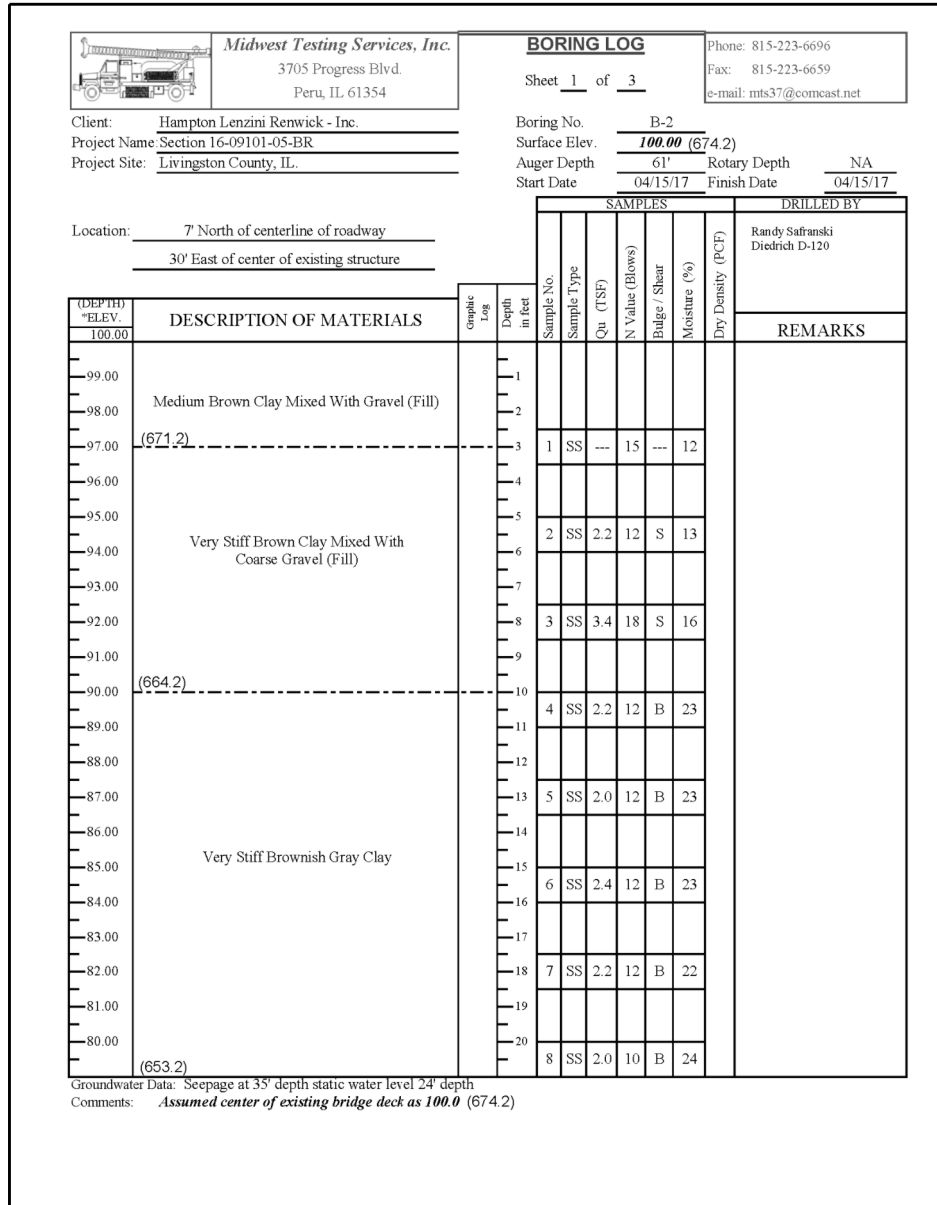 Midwest Testing Services, Inc.
3705 Progress Blvd.
Peru, IL 61354
BORING LOG
Sheet 1 of 3
Phone: 815-223-6696
Fax: 815-223-6659
e-mail: mts37@comcast.net
Client: Hampton Lenzini Renwick - Inc.
Project Name: Section 16-09101-05-BR
Project Site: Livingston County, IL.
Boring No. B-2
Surface Elev. 100.00 (674.2)
Auger Depth 61' Rotary Depth NA
Start Date 04/15/17 Finish Date 04/15/17
SAMPLES DRILLED BY
Location: 7' North of centerline of roadway
30' East of center of existing structure
Randy Safranski
Diedrich D-120
(DEPTH)
*ELEV.
100.00
DESCRIPTION OF MATERIALS
Graphic Log
Depth in feet
Sample No.
Sample Type
Qu (TSF)
N Value (Blows)
Bulge / Shear
Moisture (%)
Dry Density (PCF)
REMARKS
99.00 1
Medium Brown Clay Mixed With Gravel (Fill)
98.00 2
(671.2)
97.00 3 1 SS --- 15 --- 12
96.00 4
95.00 5
2 SS 2.2 12 S 13
Very Stiff Brown Clay Mixed With
Coarse Gravel (Fill)
94.00 6
93.00 7
92.00 8 3 SS 3.4 18 S 16
91.00 9
(664.2)
90.00 10
4 SS 2.2 12 B 23
89.00 11
88.00 12
87.00 13 5 SS 2.0 12 B 23
86.00 14
Very Stiff Brownish Gray Clay
85.00 15
6 SS 2.4 12 B 23
84.00 16
83.00 17
82.00 18 7 SS 2.2 12 B 22
81.00 19
80.00 20
8 SS 2.0 10 B 24
(653.2)
Groundwater Data: Seepage at 35' depth static water level 24' depth
Comments: Assumed center of existing bridge deck as 100.0 (674.2)